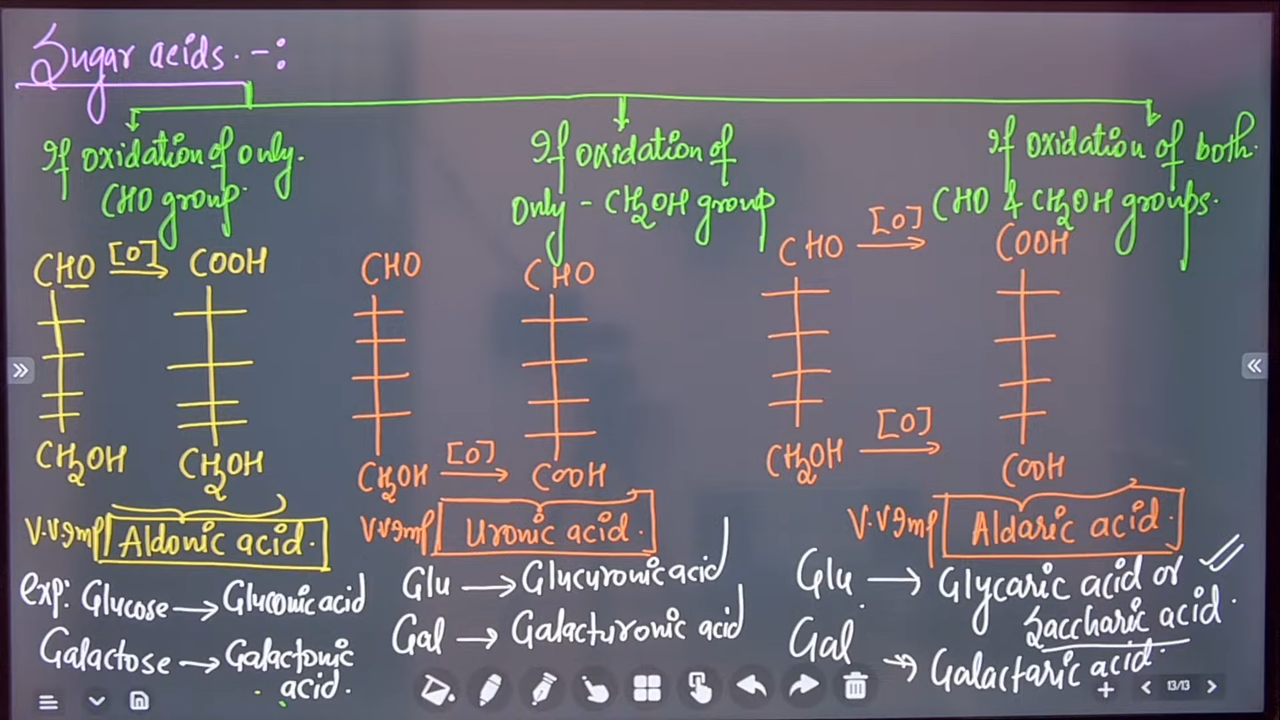 Sugar acids. -:
If oxidation of only.
CHO group.
If oxidation of
only - CH2OH group
If oxidation of both.
CHO & CH2OH groups.
CHO [O] COOH
CH2OH CH2OH
V.V Imp Aldonic acid.
exp: Glucose → Gluconic acid
Galactose → Galactonic
acid.
CHO CHO
CH2OH [O] COOH
V.V Imp Uronic acid.
Glu → Glucuronic acid
Gal → Galacturonic acid
CHO [O] COOH
CH2OH [O] COOH
V.V Imp Aldaric acid.
Glu → Glycaric acid or
Saccharic acid.
Gal → Galactaric acid.
13/13